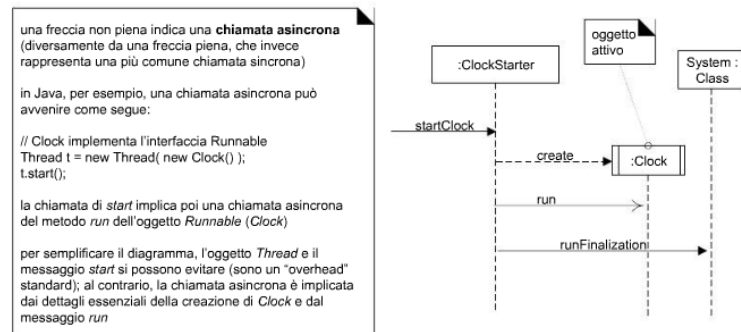 una freccia non piena indica una chiamata asincrona
(diversamente da una freccia piena, che invece
rappresenta una più comune chiamata sincrona)
in Java, per esempio, una chiamata asincrona può
avvenire come segue:
// Clock implementa l'interfaccia Runnable
Thread t = new Thread( new Clock() );
t.start();
la chiamata di start implica poi una chiamata asincrona
del metodo run dell'oggetto Runnable (Clock)
per semplificare il diagramma, l'oggetto Thread e il
messaggio start si possono evitare (sono un "overhead"
standard); al contrario, la chiamata asincrona è implicata
dai dettagli essenziali della creazione di Clock e dal
messaggio run
oggetto
attivo
:ClockStarter
System :
Class
startClock
create
:Clock
run
runFinalization